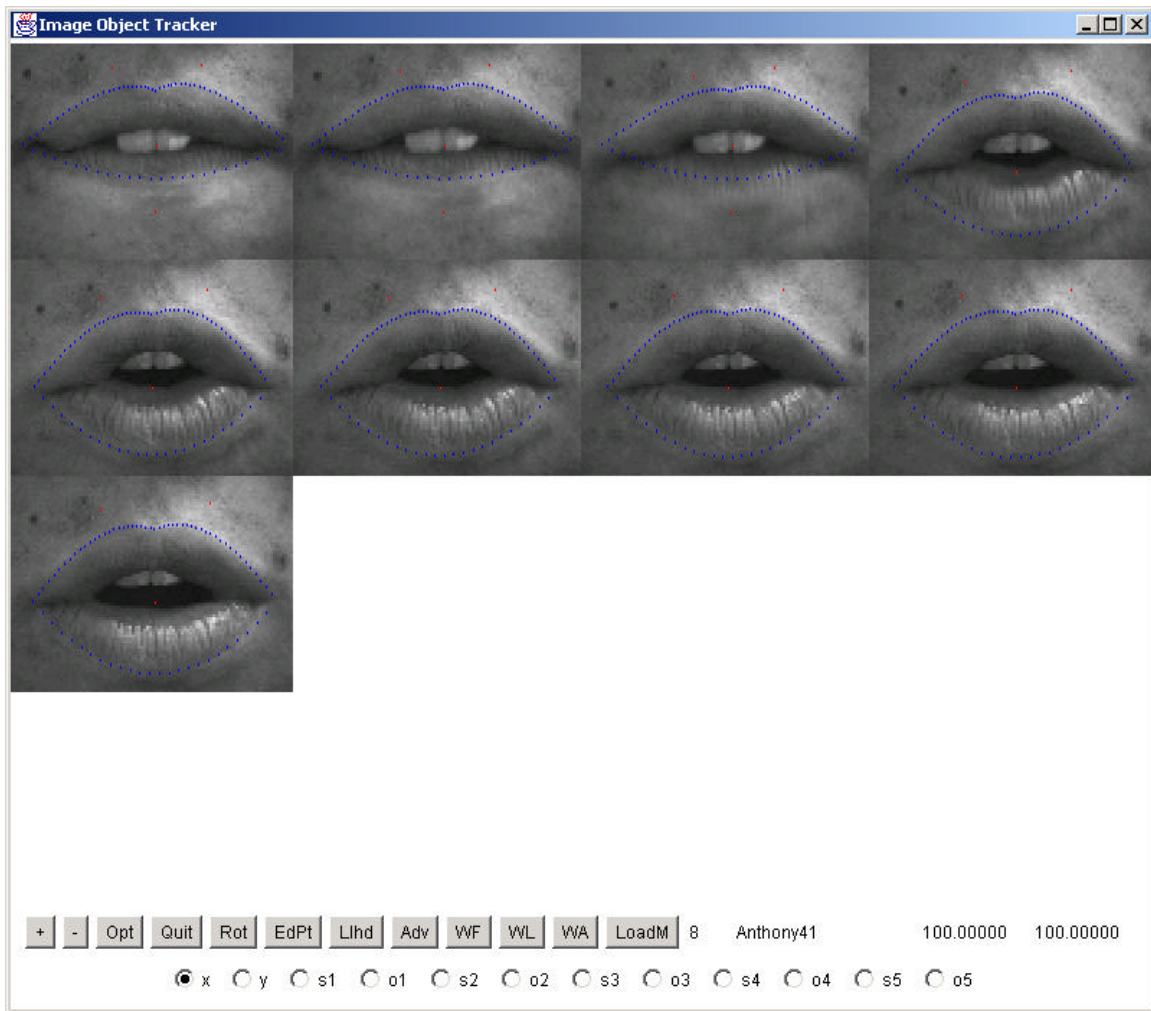 Image Object Tracker
+ - Opt Quit Rot EdPt Llhd Adv WF WL WA LoadM 8 Anthony41 100.00000 100.00000
x y s1 o1 s2 o2 s3 o3 s4 o4 s5 o5